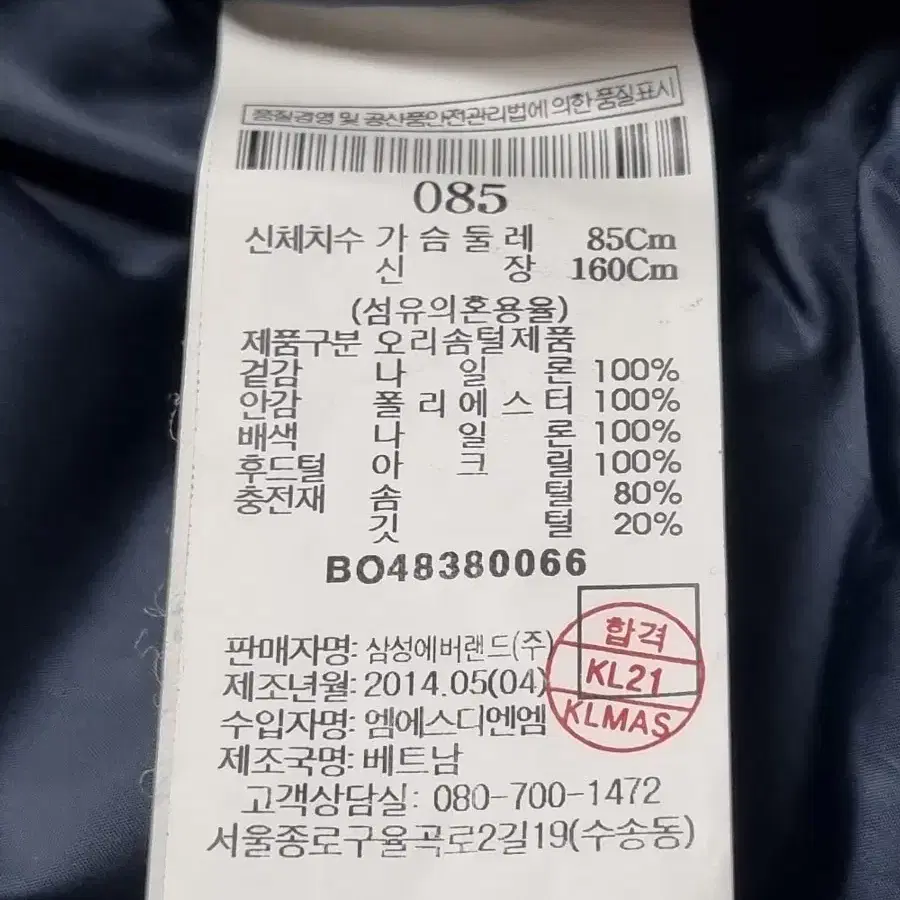 품질경영 및 공산품안전관리법에 의한 품질표시
085
신체치수 가 슴 둘 레 85Cm
신 장 160Cm
(섬유의혼용율)
제품구분 오리솜털제품
겉감 나 일 론 100%
안감 폴 리 에 스 터 100%
배색 나 일 론 100%
후드털 아 크 릴 100%
충전재 솜 털 80%
깃 털 20%
BO48380066
합격
KL21
KLMAS
판매자명: 삼성에버랜드(주)
제조년월: 2014.05(04)
수입자명: 엠에스디엔엠
제조국명: 베트남
고객상담실: 080-700-1472
서울종로구율곡로2길19(수송동)